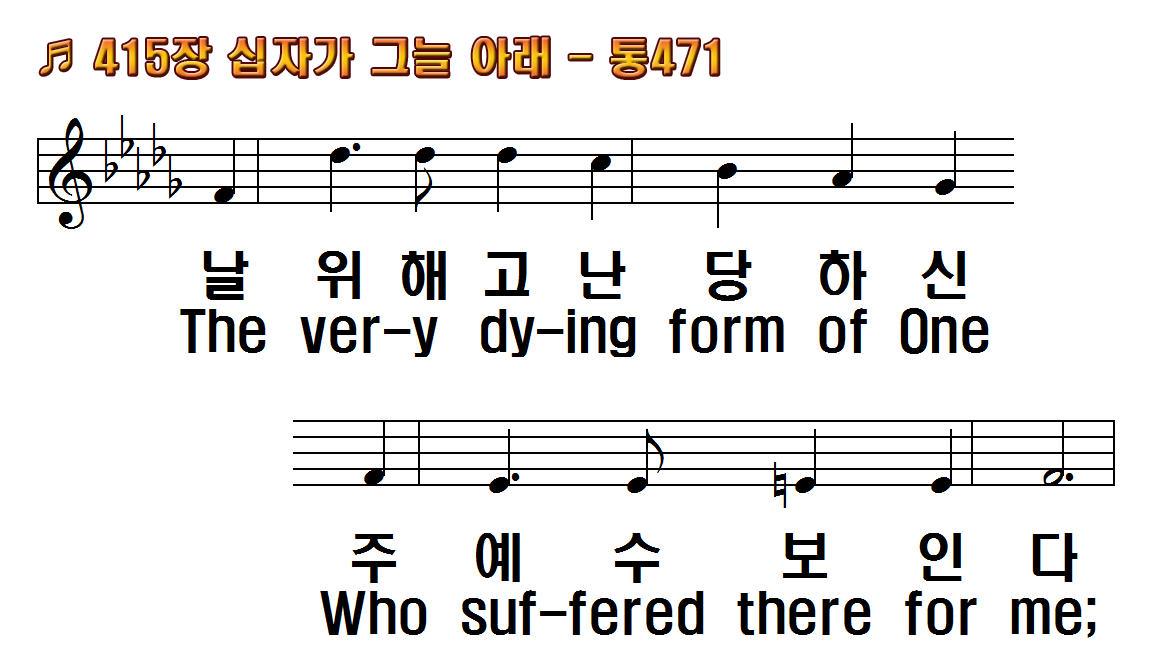 ♬ 415장 십자가 그늘 아래 - 통471
날 위해 고난 당하신
The ver-y dy-ing form of One
주 예수 보인다
Who suf-fered there for me;